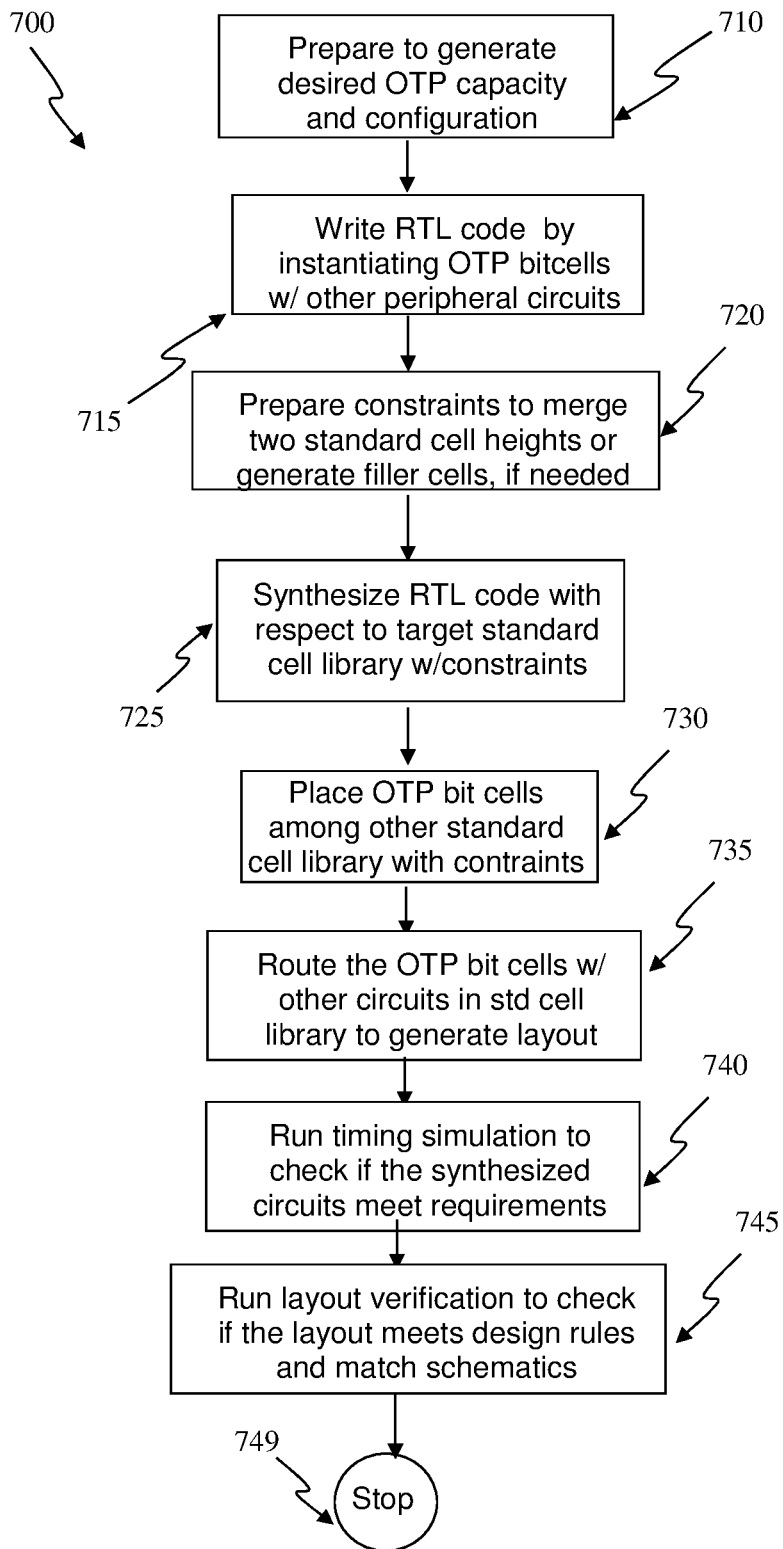 700
Prepare to generate
desired OTP capacity
and configuration
710
Write RTL code by
instantiating OTP bitcells
w/ other peripheral circuits
715
720
Prepare constraints to merge
two standard cell heights or
generate filler cells, if needed
Synthesize RTL code with
respect to target standard
cell library w/constraints
725
730
Place OTP bit cells
among other standard
cell library with contraints
735
Route the OTP bit cells w/
other circuits in std cell
library to generate layout
740
Run timing simulation to
check if the synthesized
circuits meet requirements
745
Run layout verification to check
if the layout meets design rules
and match schematics
749
Stop